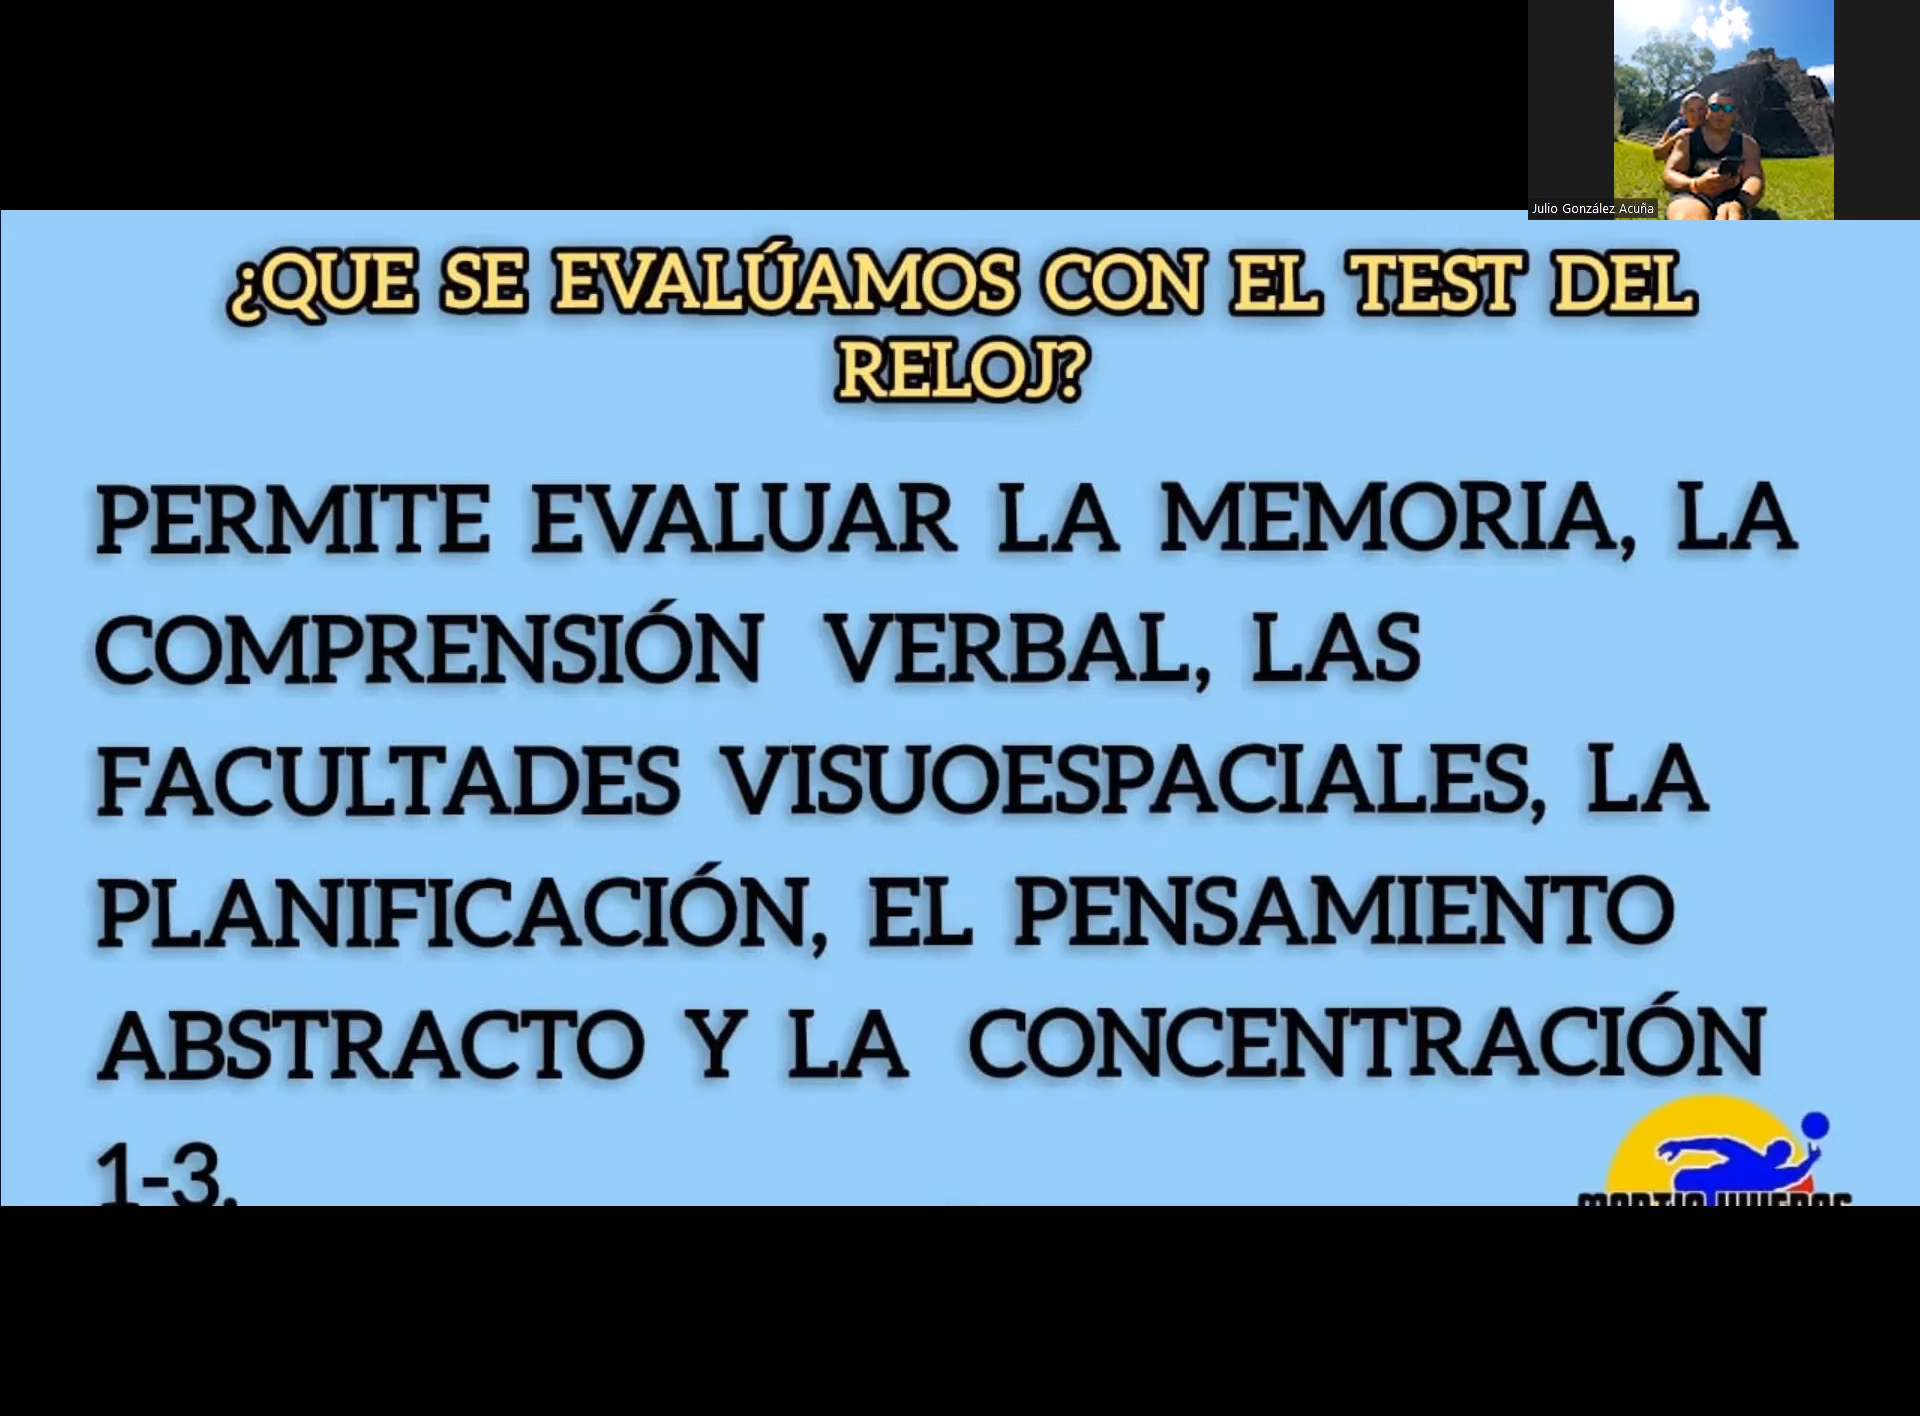 Julio González Acuña
¿QUE SE EVALÚAMOS CON EL TEST DEL
RELOJ?
PERMITE EVALUAR LA MEMORIA, LA
COMPRENSIÓN VERBAL, LAS
FACULTADES VISUOESPACIALES, LA
PLANIFICACIÓN, EL PENSAMIENTO
ABSTRACTO Y LA CONCENTRACIÓN
1-3.